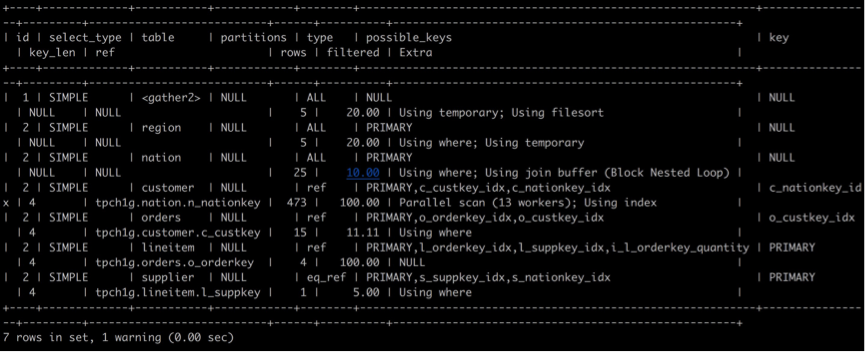 +----+-------------+-----------+------------+--------+---------------------------------------------+--------------
--+---------+-------------------------+------+----------+----------------------------------------------------+
| id | select_type | table | partitions | type | possible_keys | key
| key_len | ref | rows | filtered | Extra |
+----+-------------+-----------+------------+--------+---------------------------------------------+--------------
--+---------+-------------------------+------+----------+----------------------------------------------------+
| 1 | SIMPLE | <gather2> | NULL | ALL | NULL | NULL
| NULL | NULL | 5 | 20.00 | Using temporary; Using filesort |
| 2 | SIMPLE | region | NULL | ALL | PRIMARY | NULL
| NULL | NULL | 5 | 20.00 | Using where; Using temporary |
| 2 | SIMPLE | nation | NULL | ALL | PRIMARY | NULL
| NULL | NULL | 25 | 10.00 | Using where; Using join buffer (Block Nested Loop) |
| 2 | SIMPLE | customer | NULL | ref | PRIMARY,c_custkey_idx,c_nationkey_idx | c_nationkey_id
x | 4 | tpch1g.nation.n_nationkey | 473 | 100.00 | Parallel scan (13 workers); Using index |
| 2 | SIMPLE | orders | NULL | ref | PRIMARY,o_orderkey_idx,o_custkey_idx | o_custkey_idx
| 4 | tpch1g.customer.c_custkey | 15 | 11.11 | Using where |
| 2 | SIMPLE | lineitem | NULL | ref | PRIMARY,l_orderkey_idx,l_suppkey_idx,i_l_orderkey_quantity | PRIMARY
| 4 | tpch1g.orders.o_orderkey | 4 | 100.00 | NULL |
| 2 | SIMPLE | supplier | NULL | eq_ref | PRIMARY,s_suppkey_idx,s_nationkey_idx | PRIMARY
| 4 | tpch1g.lineitem.l_suppkey | 1 | 5.00 | Using where |
+----+-------------+-----------+------------+--------+---------------------------------------------+--------------
--+---------+-------------------------+------+----------+----------------------------------------------------+
7 rows in set, 1 warning (0.00 sec)